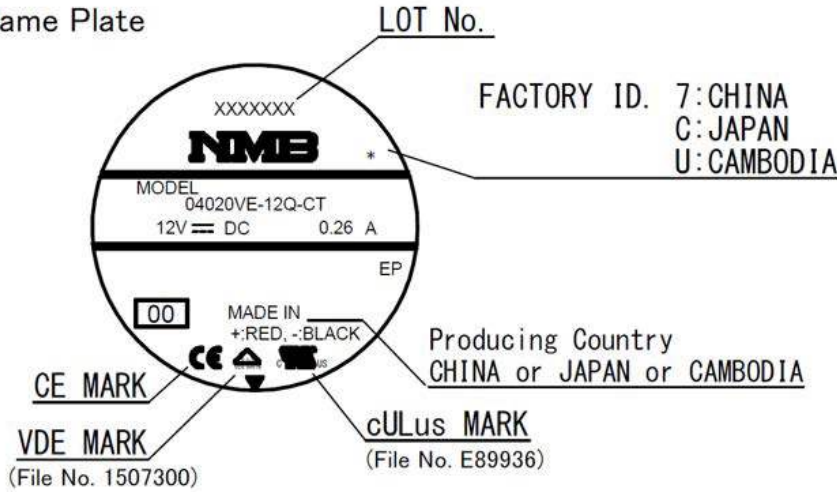 ame Plate
LOT No.
XXXXXXX
NMB
*
FACTORY ID. 7:CHINA
C:JAPAN
U:CAMBODIA
MODEL
04020VE-12Q-CT
12V DC 0.26 A
EP
00
MADE IN
+:RED, -:BLACK
CE
Producing Country
CHINA or JAPAN or CAMBODIA
CE MARK
cULus MARK
(File No. E89936)
VDE MARK
(File No. 1507300)